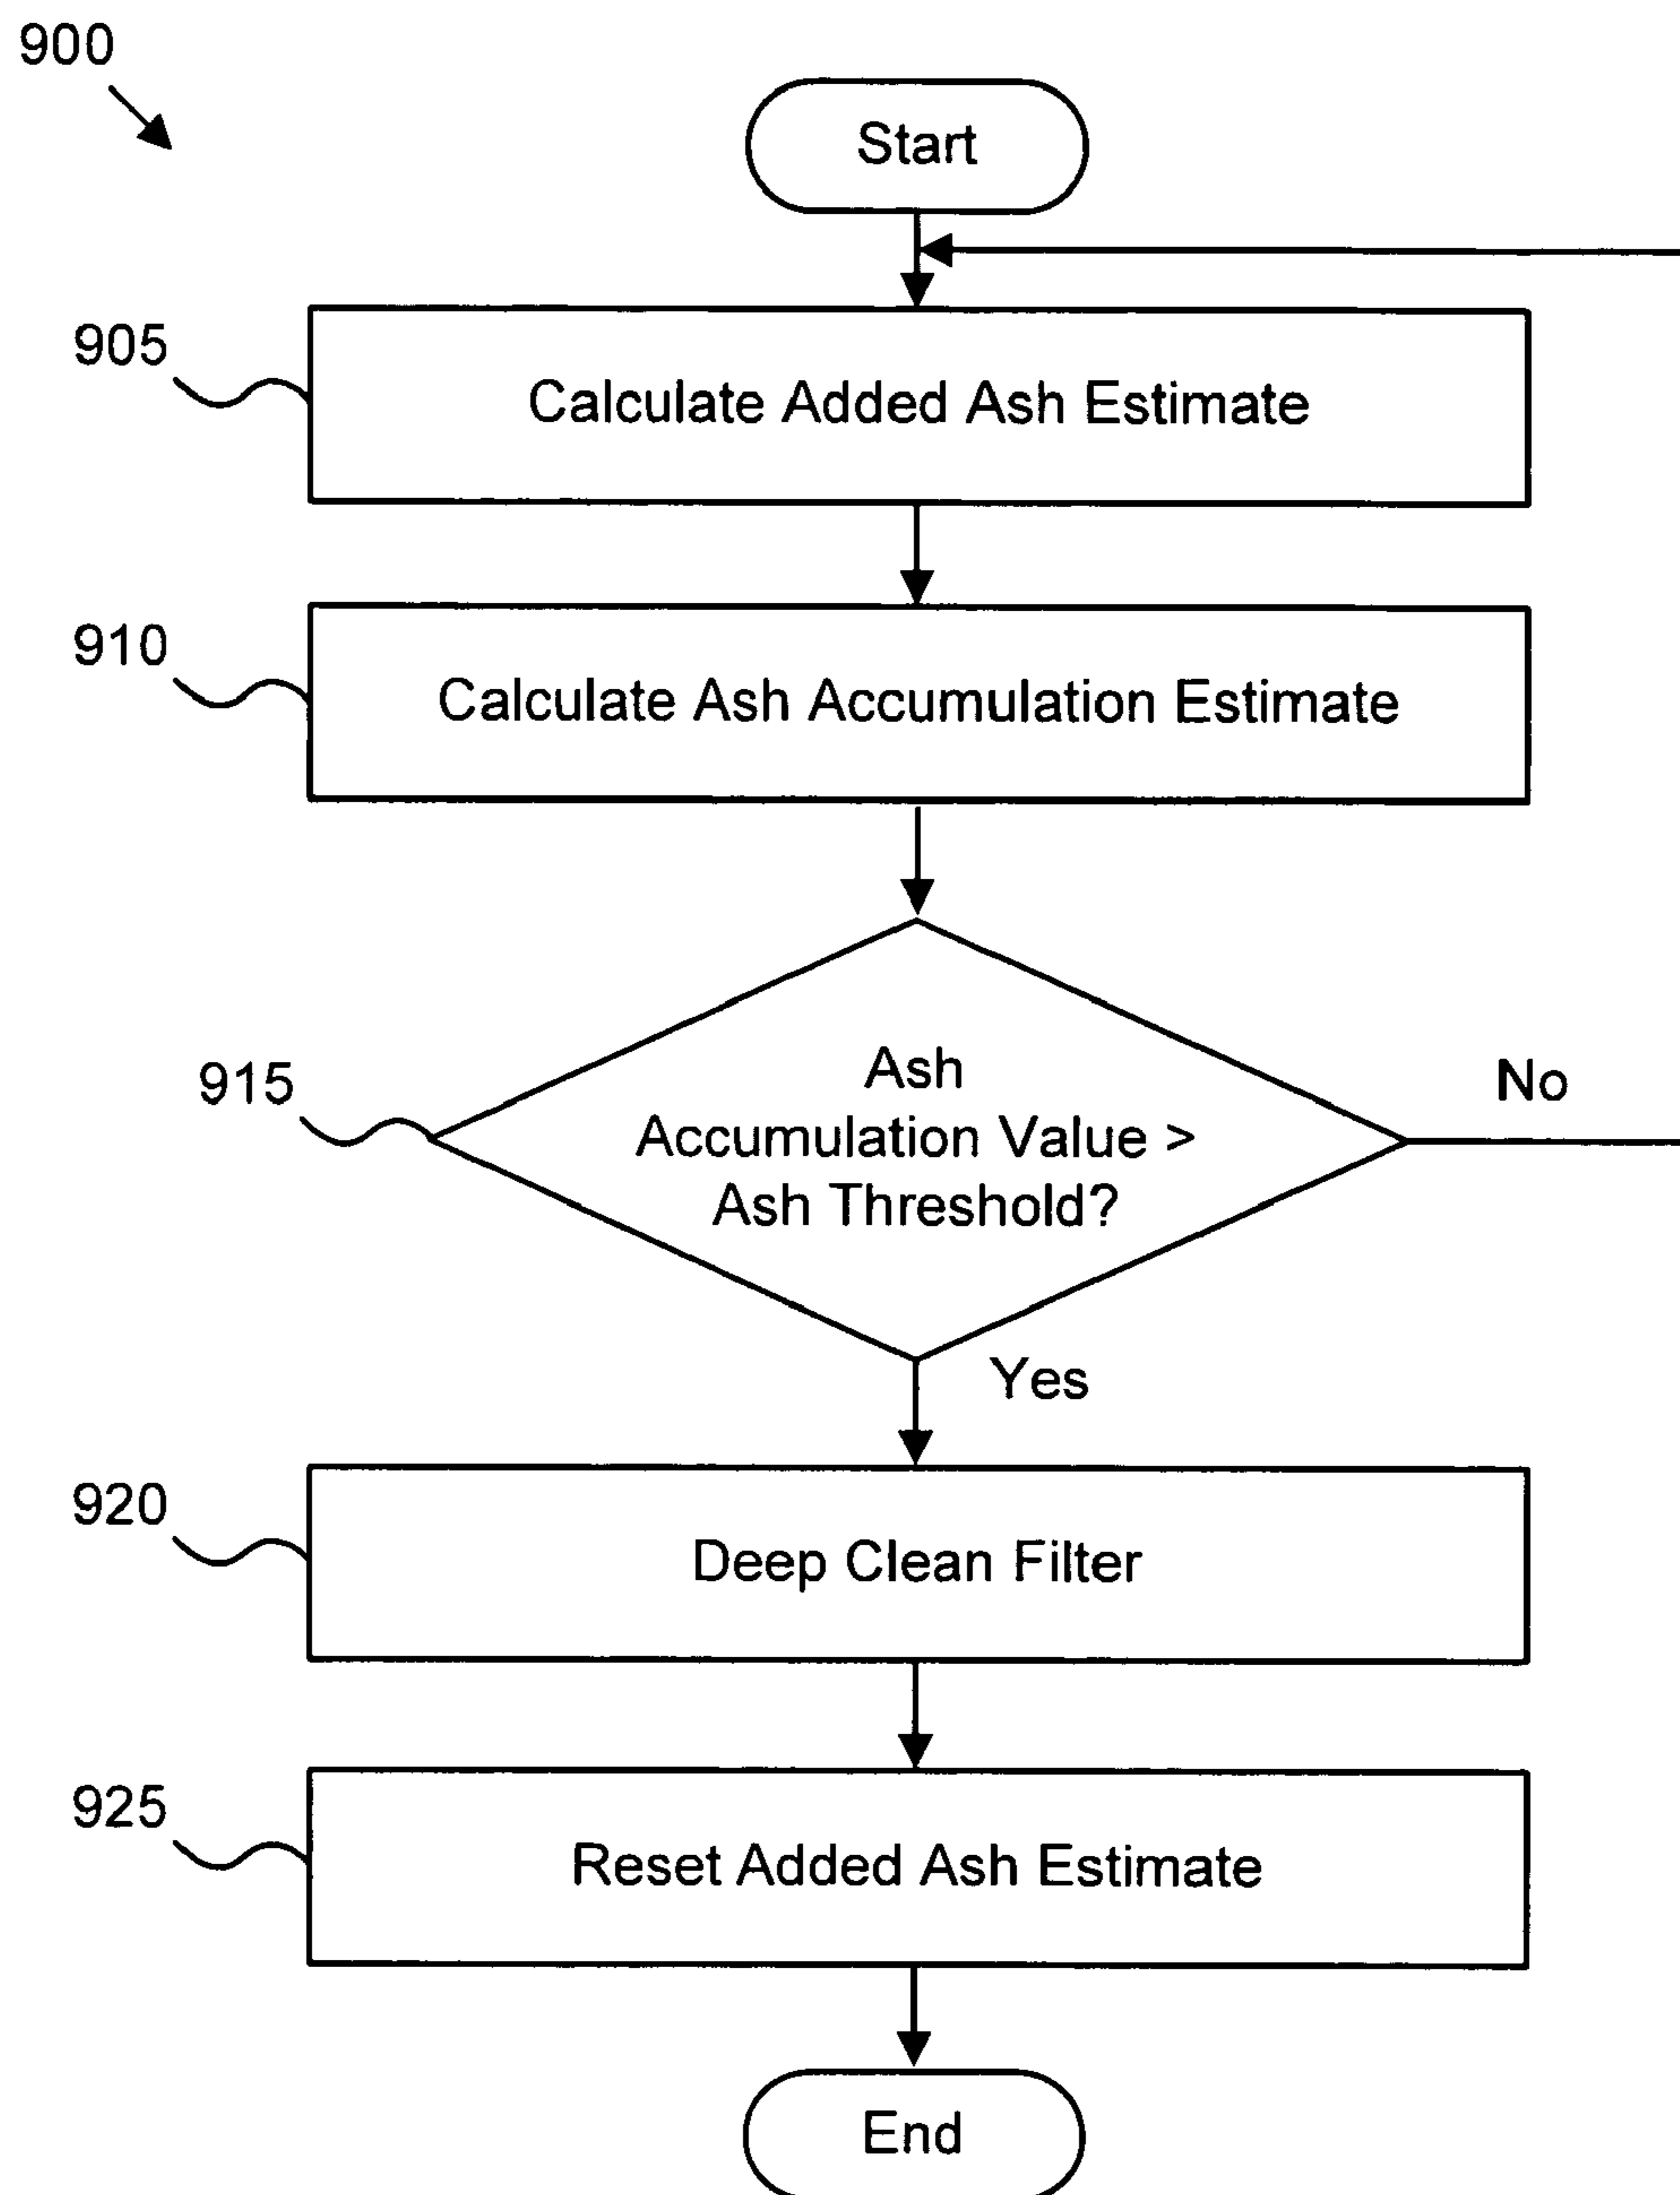 900
Start
905
Calculate Added Ash Estimate
910
Calculate Ash Accumulation Estimate
915
Ash
Accumulation Value >
Ash Threshold?
No
Yes
920
Deep Clean Filter
925
Reset Added Ash Estimate
End